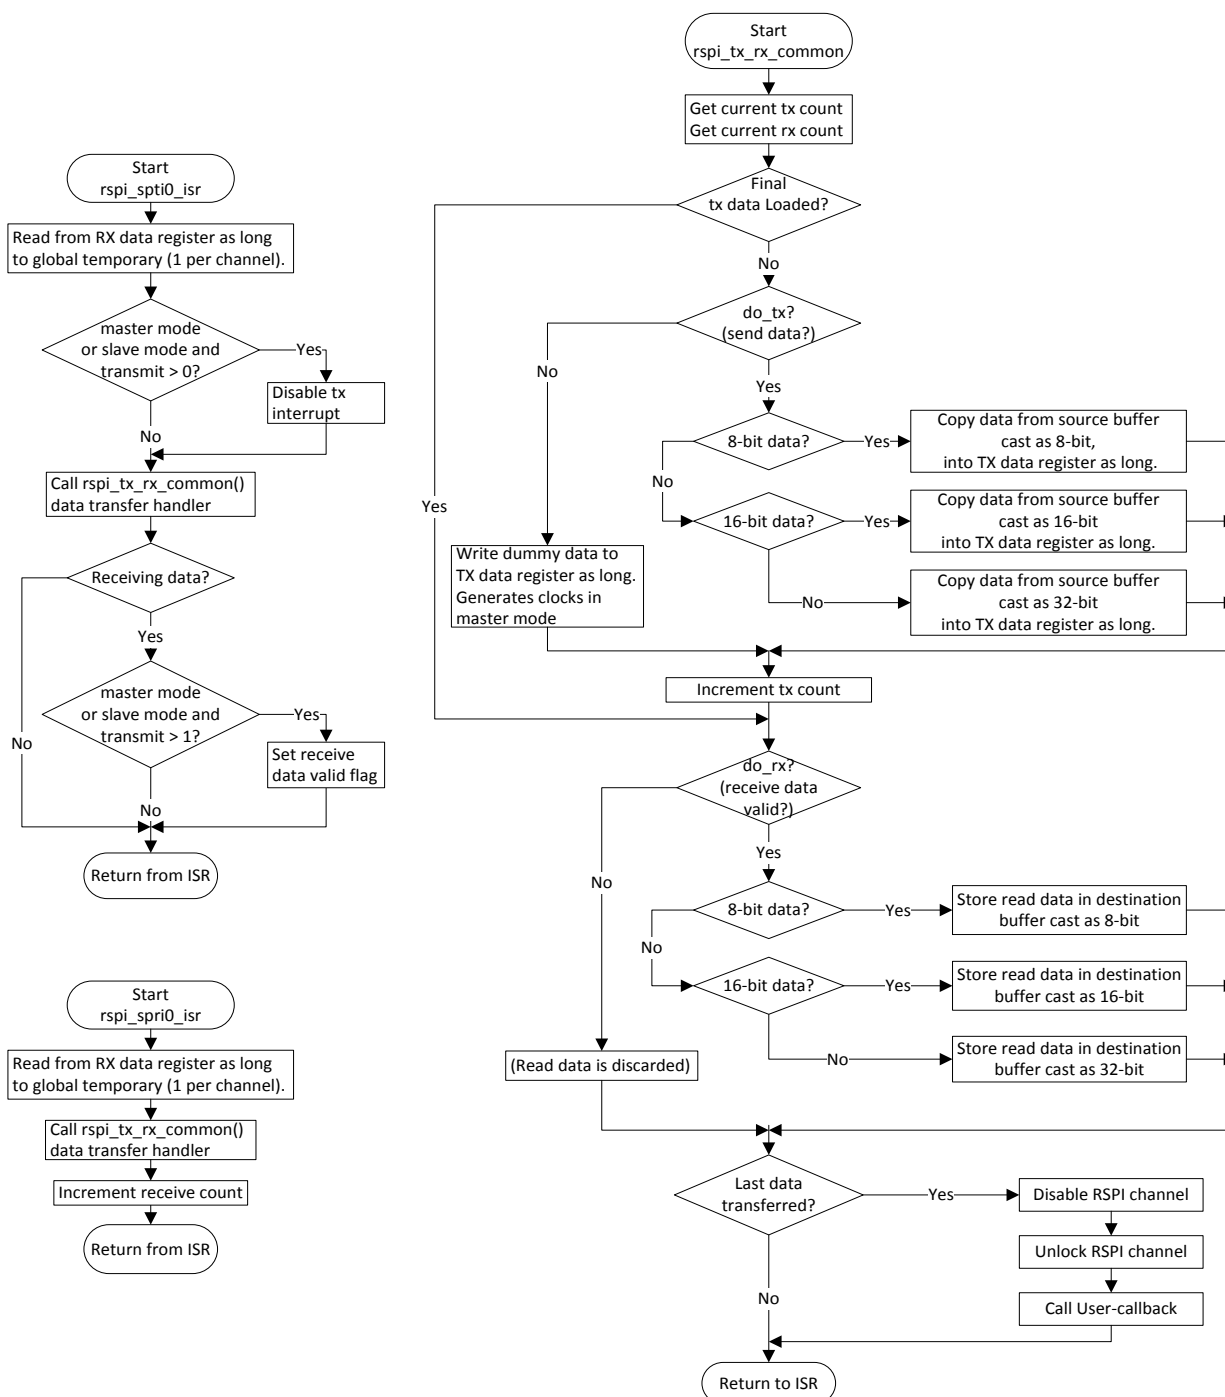 Start
rspi_spti0_isr
Read from RX data register as long
to global temporary (1 per channel).
master mode
or slave mode and
transmit > 0?
Yes
Disable tx
interrupt
No
Call rspi_tx_rx_common()
data transfer handler
Receiving data?
Yes
master mode
or slave mode and
transmit > 1?
Yes
No
Set receive
data valid flag
No
Return from ISR
Start
rspi_spri0_isr
Read from RX data register as long
to global temporary (1 per channel).
Call rspi_tx_rx_common()
data transfer handler
Increment receive count
Return from ISR
Start
rspi_tx_rx_common
Get current tx count
Get current rx count
Final
tx data Loaded?
No
do_tx?
(send data?)
No
Yes
8-bit data?
Yes
Copy data from source buffer
cast as 8-bit,
into TX data register as long.
No
Yes
16-bit data?
Yes
Copy data from source buffer
cast as 16-bit
into TX data register as long.
Write dummy data to
TX data register as long.
Generates clocks in
master mode
No
Copy data from source buffer
cast as 32-bit
into TX data register as long.
Increment tx count
do_rx?
(receive data
valid?)
Yes
No
8-bit data?
Yes
Store read data in destination
buffer cast as 8-bit
No
16-bit data?
Yes
Store read data in destination
buffer cast as 16-bit
(Read data is discarded)
No
Store read data in destination
buffer cast as 32-bit
Last data
transferred?
Yes
Disable RSPI channel
Unlock RSPI channel
No
Call User-callback
Return to ISR